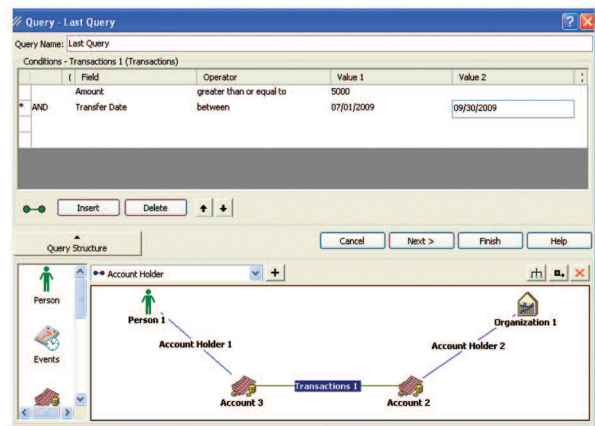 Query - Last Query
Query Name: Last Query
Conditions - Transactions 1 (Transactions)
( Field Operator Value 1 Value 2 )
Amount greater than or equal to 5000
* AND Transfer Date between 07/01/2009 09/30/2009
Insert Delete
Query Structure
Cancel Next > Finish Help
Account Holder
Person
Events
Person 1
Organization 1
Account Holder 1
Account Holder 2
Transactions 1
Account 3
Account 2